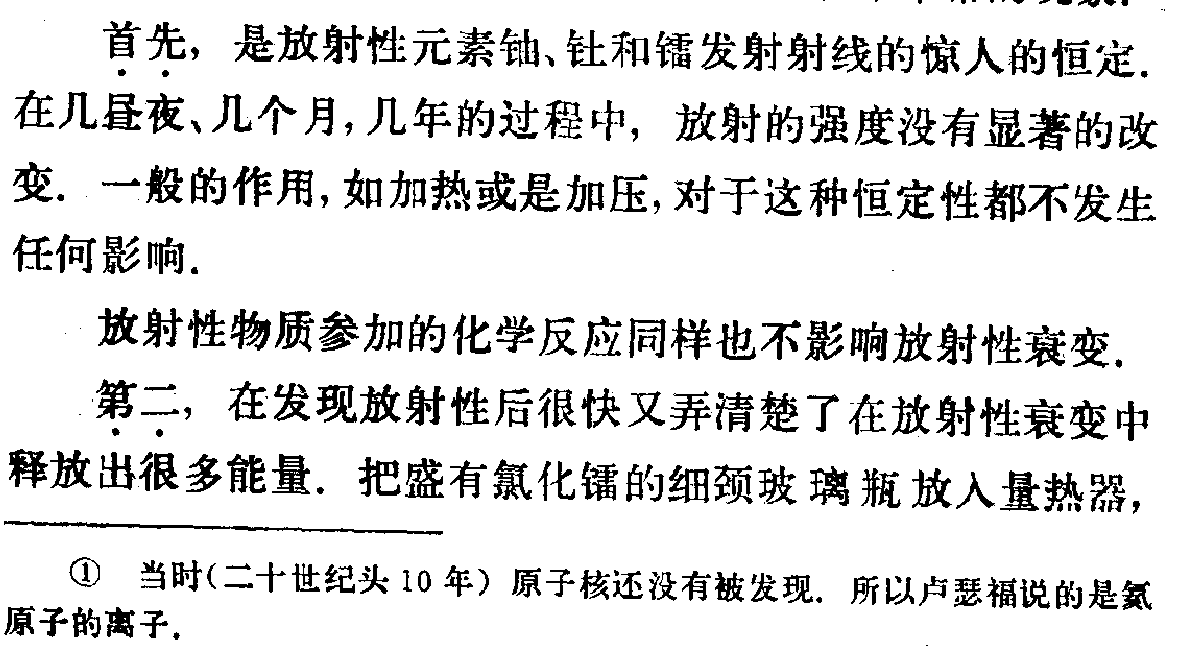 首先，是放射性元素铀、钍和镭发射射线的惊人的恒定．
在几昼夜、几个月，几年的过程中，放射的强度没有显著的改
变．一般的作用，如加热或是加压，对于这种恒定性都不发生
任何影响．
放射性物质参加的化学反应同样也不影响放射性衰变．
第二，在发现放射性后很快又弄清楚了在放射性衰变中
释放出很多能量．把盛有氯化镭的细颈玻璃瓶放入量热器，
① 当时（二十世纪头 10 年）原子核还没有被发现．所以卢瑟福说的是氦
原子的离子．